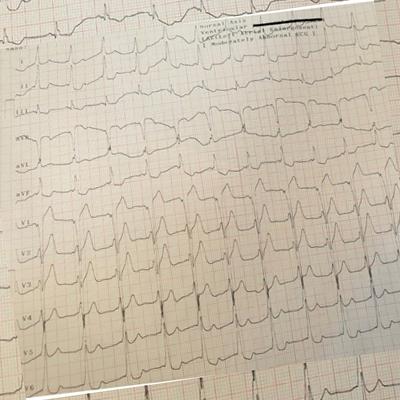 Normal Axis
Ventricular
Atrial Enlargement
[ Moderately Abnormal ECG ]
I
II
III
aVR
aVL
aVF
V1
V2
V3
V4
V5
V6